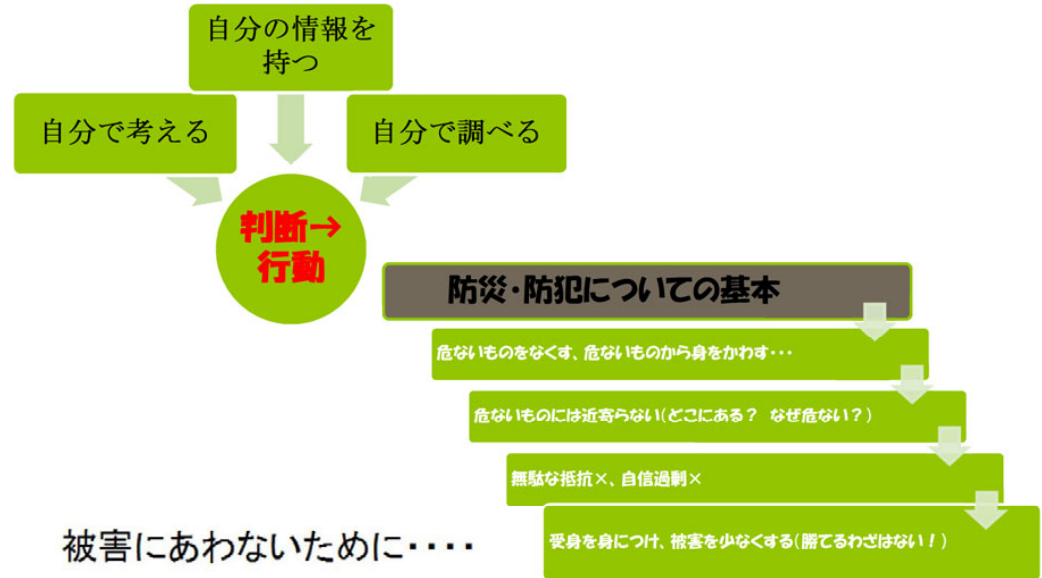 自分の情報を
持つ
自分で考える
自分で調べる
判断→
行動
防災・防犯についての基本
危ないものをなくす、危ないものから身をかわす・・・
危ないものには近寄らない(どこにある？　なぜ危ない？)
無駄な抵抗×、自信過剰×
受身を身につけ、被害を少なくする(勝てるわざはない！)
被害にあわないために・・・・